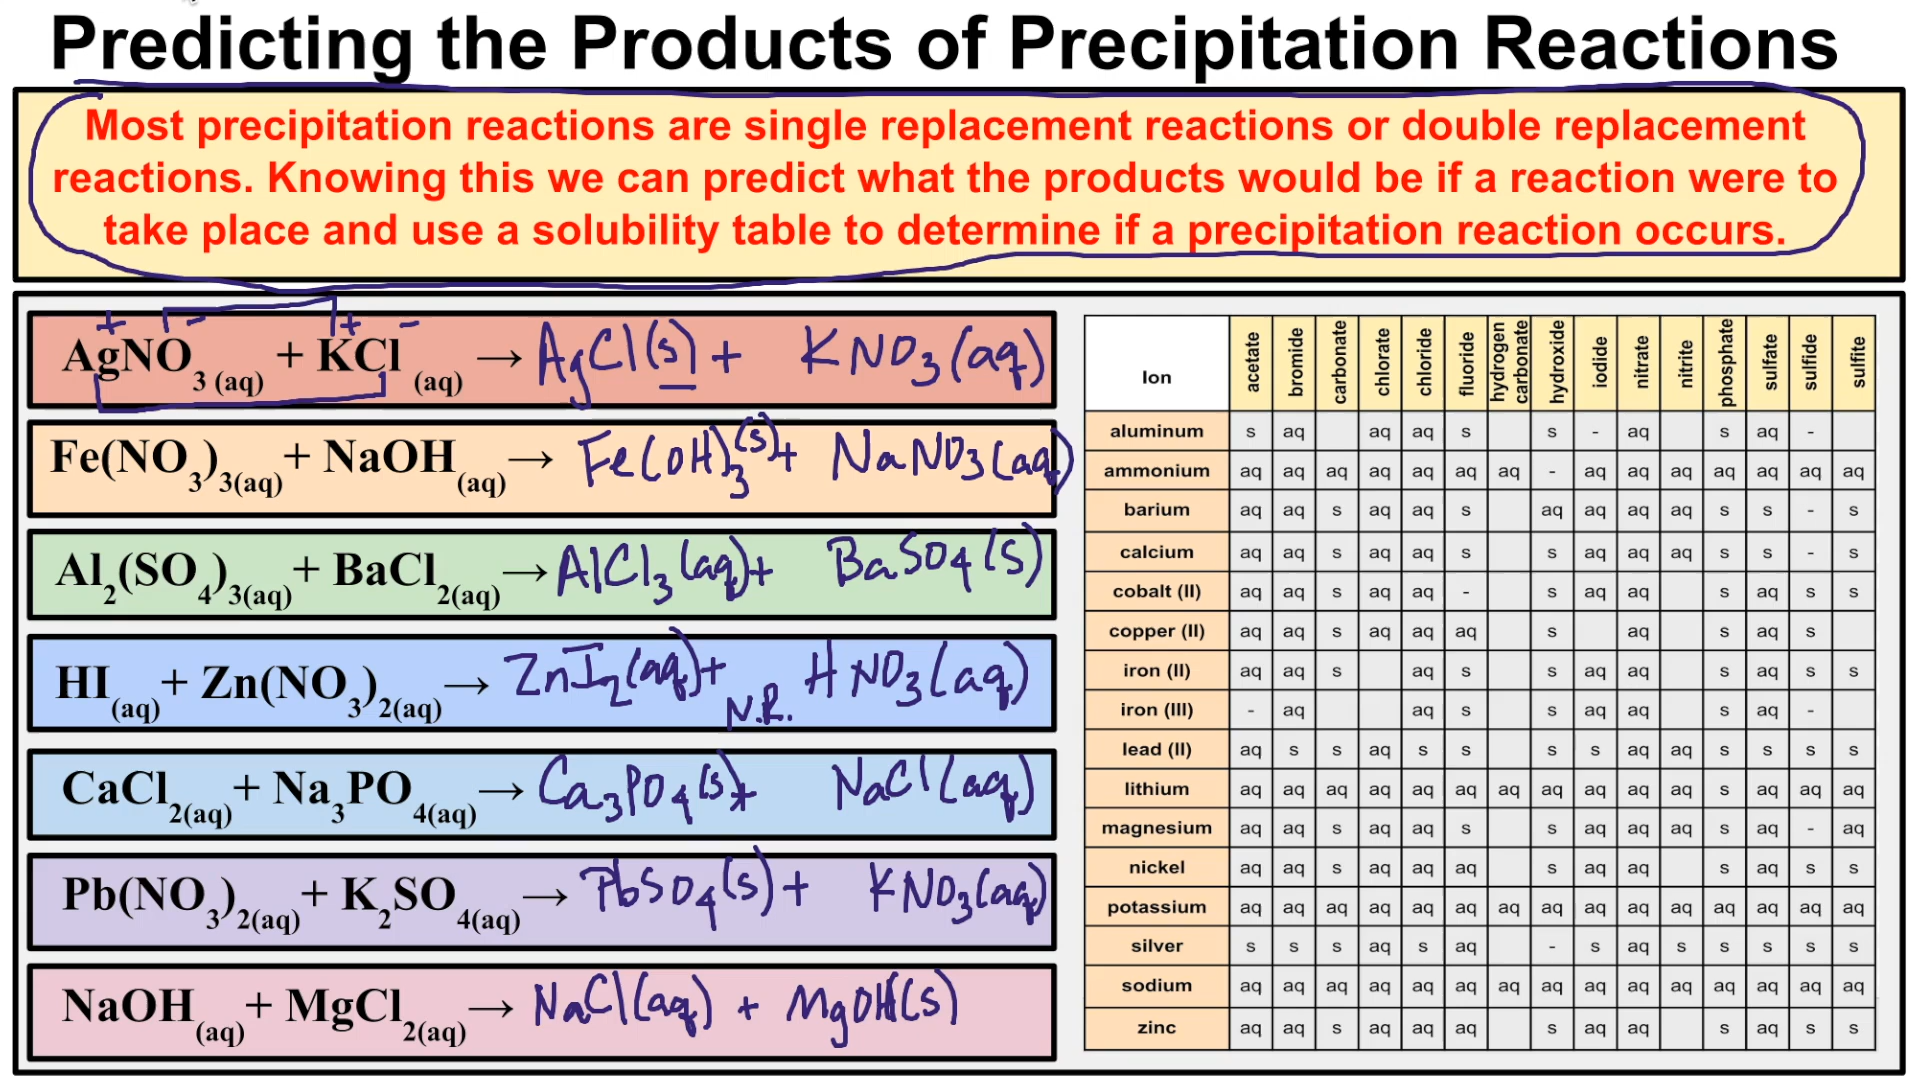 Predicting the Products of Precipitation Reactions
Most precipitation reactions are single replacement reactions or double replacement
reactions. Knowing this we can predict what the products would be if a reaction were to
take place and use a solubility table to determine if a precipitation reaction occurs.
+ - + -
AgNO3 (aq) + KCl (aq) → AgCl(s) + KNO3(aq)
Fe(NO3)3(aq) + NaOH(aq) → Fe(OH)3(s) + NaNO3(aq)
Al2(SO4)3(aq) + BaCl2(aq) → AlCl3(aq) + BaSO4(s)
HI(aq) + Zn(NO3)2(aq) → ZnI2(aq) + HNO3(aq)
N.R.
CaCl2(aq) + Na3PO4(aq) → Ca3PO4(s) + NaCl(aq)
Pb(NO3)2(aq) + K2SO4(aq) → PbSO4(s) + KNO3(aq)
NaOH(aq) + MgCl2(aq) → NaCl(aq) + MgOH(s)
Ion acetate bromide carbonate chlorate chloride fluoride hydrogen carbonate hydroxide iodide nitrate nitrite phosphate sulfate sulfide sulfite
aluminum s aq aq aq s s - aq s aq -
ammonium aq aq aq aq aq aq aq - aq aq aq aq aq aq aq
barium aq aq s aq aq s aq aq aq aq s s - s
calcium aq aq s aq aq s s aq aq aq s s - s
cobalt (II) aq aq s aq aq - s aq aq s aq s s
copper (II) aq aq s aq aq aq s aq s aq s
iron (II) aq aq s aq s s aq aq s aq s s
iron (III) - aq aq s s aq aq s aq -
lead (II) aq s s aq s s s s aq aq s s s s
lithium aq aq aq aq aq aq aq aq aq aq aq s aq aq aq
magnesium aq aq s aq aq s s aq aq aq s aq - aq
nickel aq aq s aq aq aq s aq aq s aq s s
potassium aq aq aq aq aq aq aq aq aq aq aq aq aq aq aq
silver s s s aq s aq - s aq s s s s s
sodium aq aq aq aq aq aq aq aq aq aq aq aq aq aq aq
zinc aq aq s aq aq aq s aq aq s aq s s